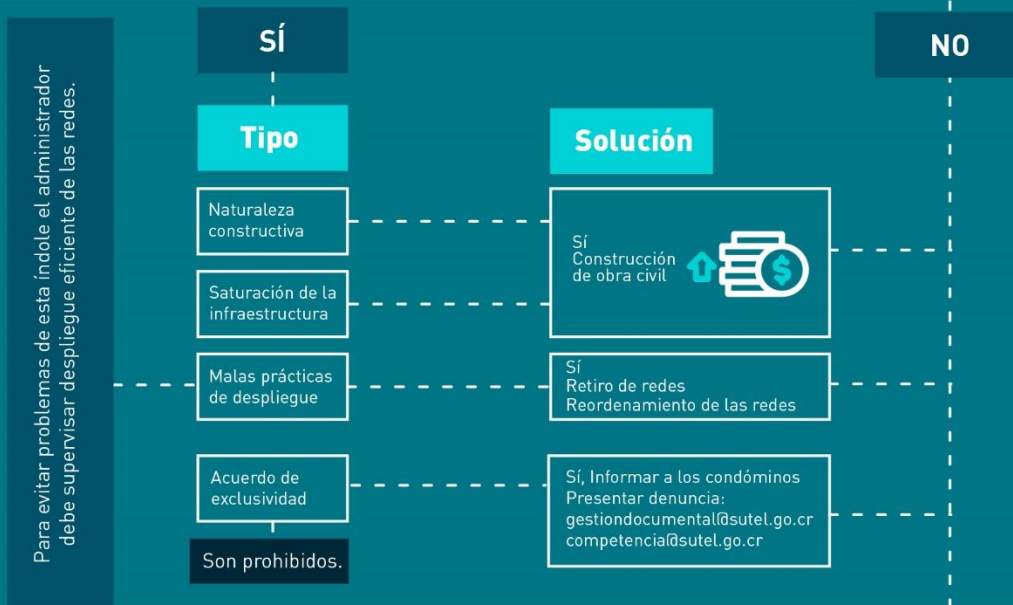 Para evitar problemas de esta índole el administrador
debe supervisar despliegue eficiente de las redes.
SÍ
NO
Tipo
Solución
Naturaleza
constructiva
Saturación de la
infraestructura
Sí
Construcción
de obra civil
$
Malas prácticas
de despliegue
Sí
Retiro de redes
Reordenamiento de las redes
Acuerdo de
exclusividad
Son prohibidos.
Sí, Informar a los condóminos
Presentar denuncia:
gestiondocumental@sutel.go.cr
competencia@sutel.go.cr